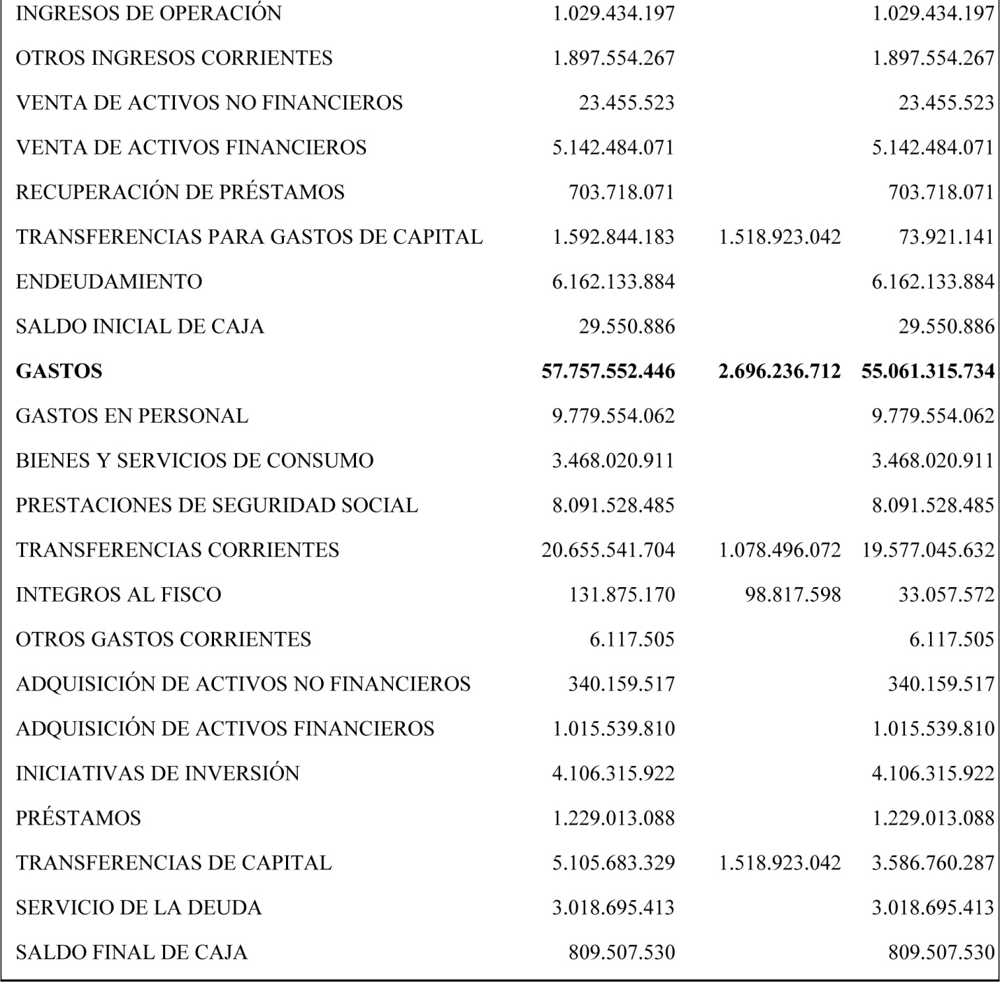 INGRESOS DE OPERACIÓN 1.029.434.197 1.029.434.197
OTROS INGRESOS CORRIENTES 1.897.554.267 1.897.554.267
VENTA DE ACTIVOS NO FINANCIEROS 23.455.523 23.455.523
VENTA DE ACTIVOS FINANCIEROS 5.142.484.071 5.142.484.071
RECUPERACIÓN DE PRÉSTAMOS 703.718.071 703.718.071
TRANSFERENCIAS PARA GASTOS DE CAPITAL 1.592.844.183 1.518.923.042 73.921.141
ENDEUDAMIENTO 6.162.133.884 6.162.133.884
SALDO INICIAL DE CAJA 29.550.886 29.550.886
GASTOS 57.757.552.446 2.696.236.712 55.061.315.734
GASTOS EN PERSONAL 9.779.554.062 9.779.554.062
BIENES Y SERVICIOS DE CONSUMO 3.468.020.911 3.468.020.911
PRESTACIONES DE SEGURIDAD SOCIAL 8.091.528.485 8.091.528.485
TRANSFERENCIAS CORRIENTES 20.655.541.704 1.078.496.072 19.577.045.632
INTEGROS AL FISCO 131.875.170 98.817.598 33.057.572
OTROS GASTOS CORRIENTES 6.117.505 6.117.505
ADQUISICIÓN DE ACTIVOS NO FINANCIEROS 340.159.517 340.159.517
ADQUISICIÓN DE ACTIVOS FINANCIEROS 1.015.539.810 1.015.539.810
INICIATIVAS DE INVERSIÓN 4.106.315.922 4.106.315.922
PRÉSTAMOS 1.229.013.088 1.229.013.088
TRANSFERENCIAS DE CAPITAL 5.105.683.329 1.518.923.042 3.586.760.287
SERVICIO DE LA DEUDA 3.018.695.413 3.018.695.413
SALDO FINAL DE CAJA 809.507.530 809.507.530